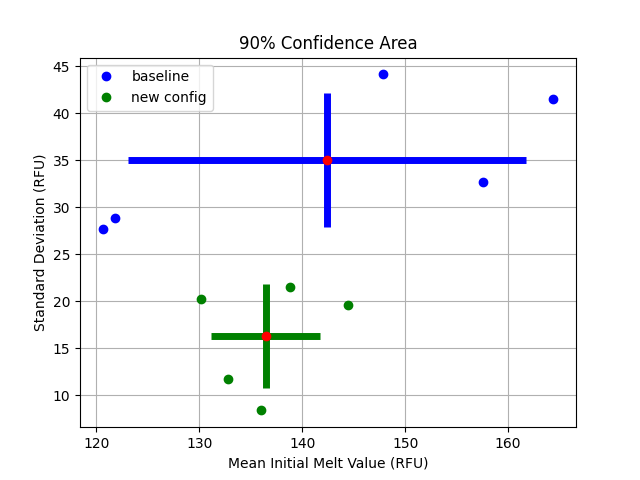 90% Confidence Area
baseline
new config
45
40
35
30
25
20
15
10
Standard Deviation (RFU)
120 130 140 150 160
Mean Initial Melt Value (RFU)